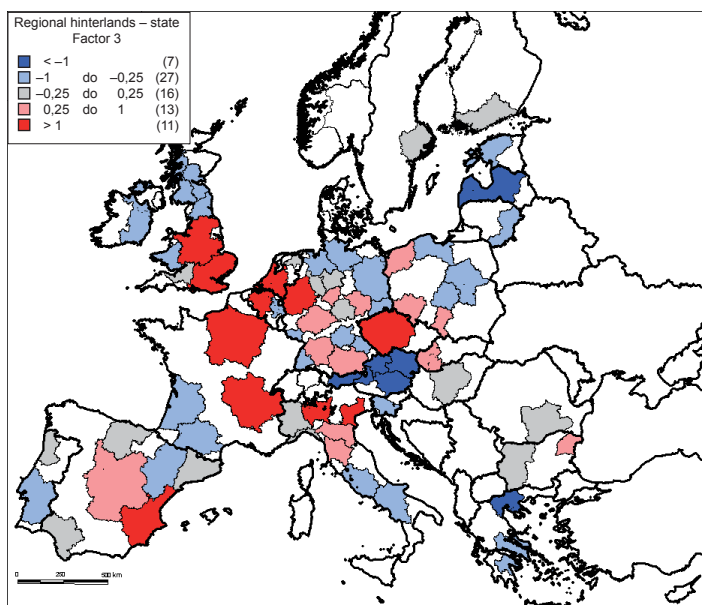 Regional hinterlands – state
Factor 3
< –1 (7)
–1 do –0,25 (27)
–0,25 do 0,25 (16)
0,25 do 1 (13)
> 1 (11)
0 250 500 km